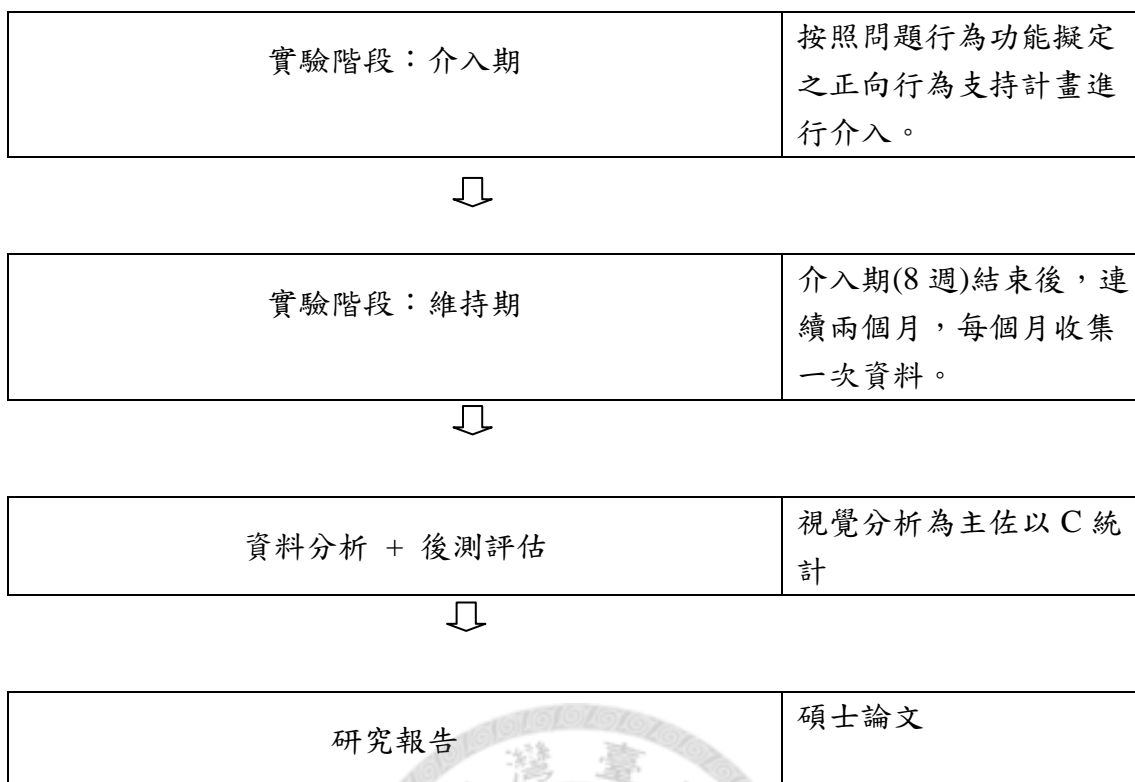 實驗階段：介入期
按照問題行為功能擬定
之正向行為支持計畫進
行介入。
實驗階段：維持期
介入期(8 週)結束後，連
續兩個月，每個月收集
一次資料。
資料分析 + 後測評估
視覺分析為主佐以 C 統
計
研究報告
碩士論文
灣 臺